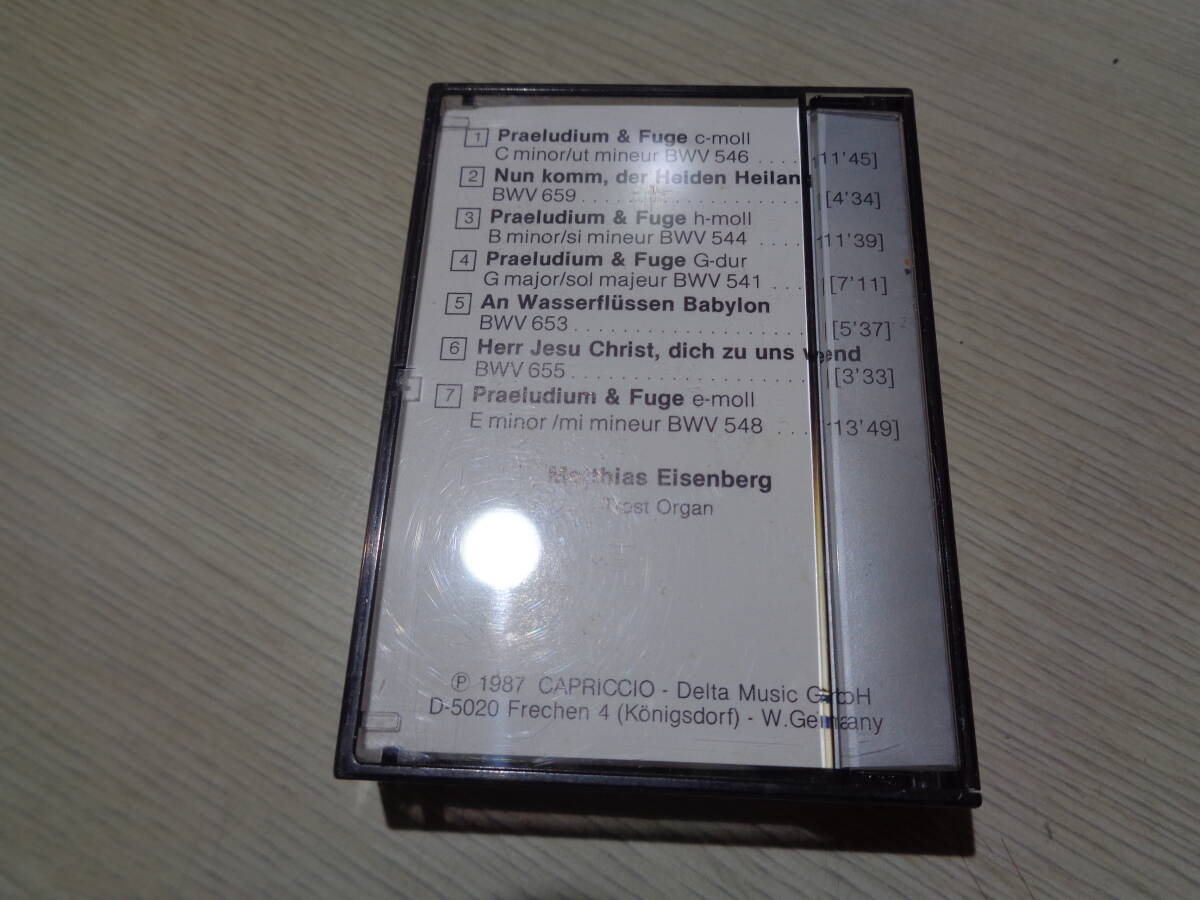 1 Praeludium & Fuge c-moll
C minor/ut mineur BWV 546 .... 11'45]
2 Nun komm, der Heiden Heiland
BWV 659 .................... [4'34]
3 Praeludium & Fuge h-moll
B minor/si mineur BWV 544 .... 11'39]
4 Praeludium & Fuge G-dur
G major/sol majeur BWV 541 .... [7'11]
5 An Wasserflüssen Babylon
BWV 653 .................... [5'37]
6 Herr Jesu Christ, dich zu uns wend
BWV 655 .................... [3'33]
7 Praeludium & Fuge e-moll
E minor /mi mineur BWV 548 .... 13'49]
Matthias Eisenberg
Trost Organ
℗ 1987 CAPRICCIO - Delta Music GmbH
D-5020 Frechen 4 (Königsdorf) - W.Germany